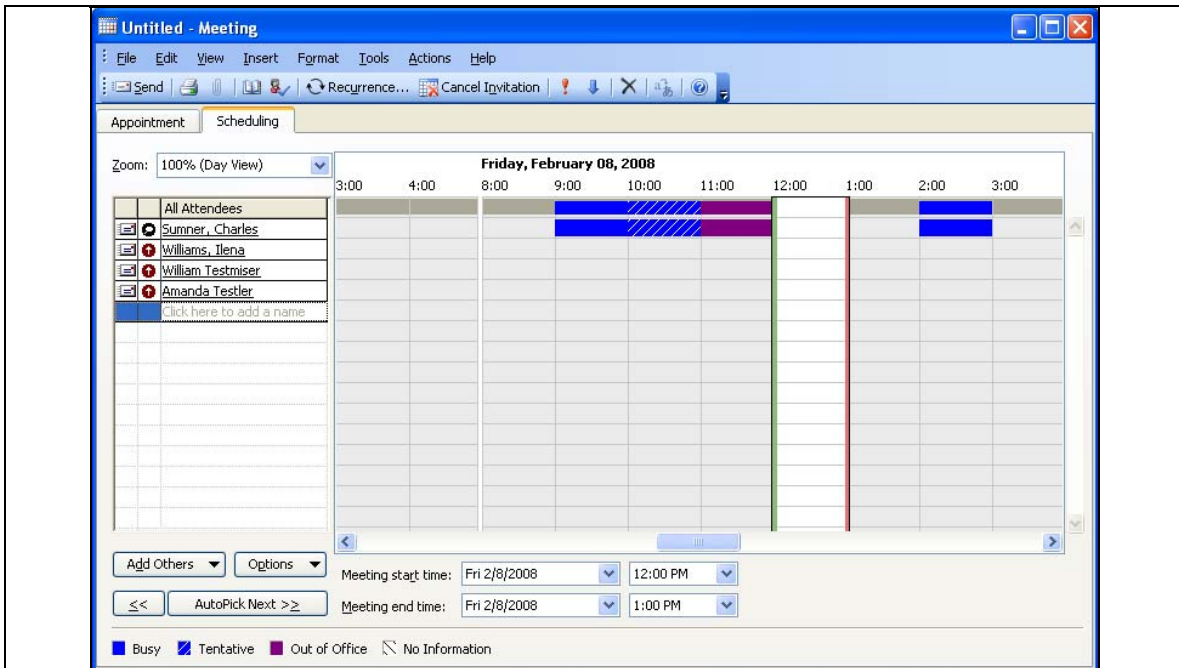 Untitled - Meeting
File Edit View Insert Format Tools Actions Help
Send Recurrence... Cancel Invitation
Appointment Scheduling
Zoom: 100% (Day View) Friday, February 08, 2008
3:00 4:00 8:00 9:00 10:00 11:00 12:00 1:00 2:00 3:00
All Attendees
Sumner, Charles
Williams, Ilena
William Testmiser
Amanda Testler
Click here to add a name
Add Others Options Meeting start time: Fri 2/8/2008 12:00 PM
<< AutoPick Next >> Meeting end time: Fri 2/8/2008 1:00 PM
Busy Tentative Out of Office No Information